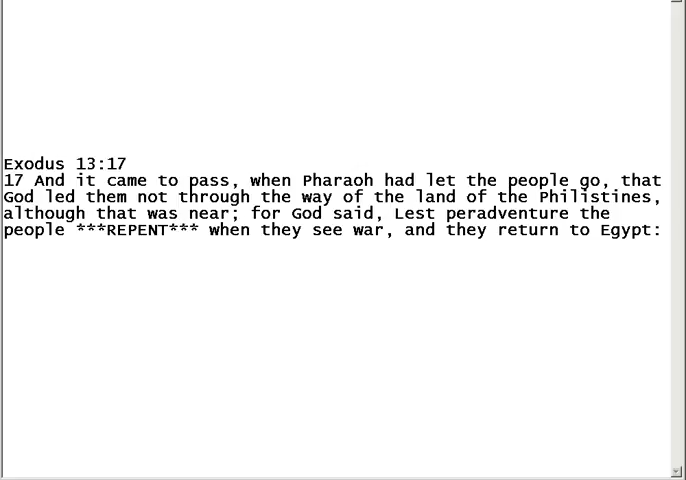 Exodus 13:17
17 And it came to pass, when Pharaoh had let the people go, that
God led them not through the way of the land of the Philistines,
although that was near; for God said, Lest peradventure the
people ***REPENT*** when they see war, and they return to Egypt: